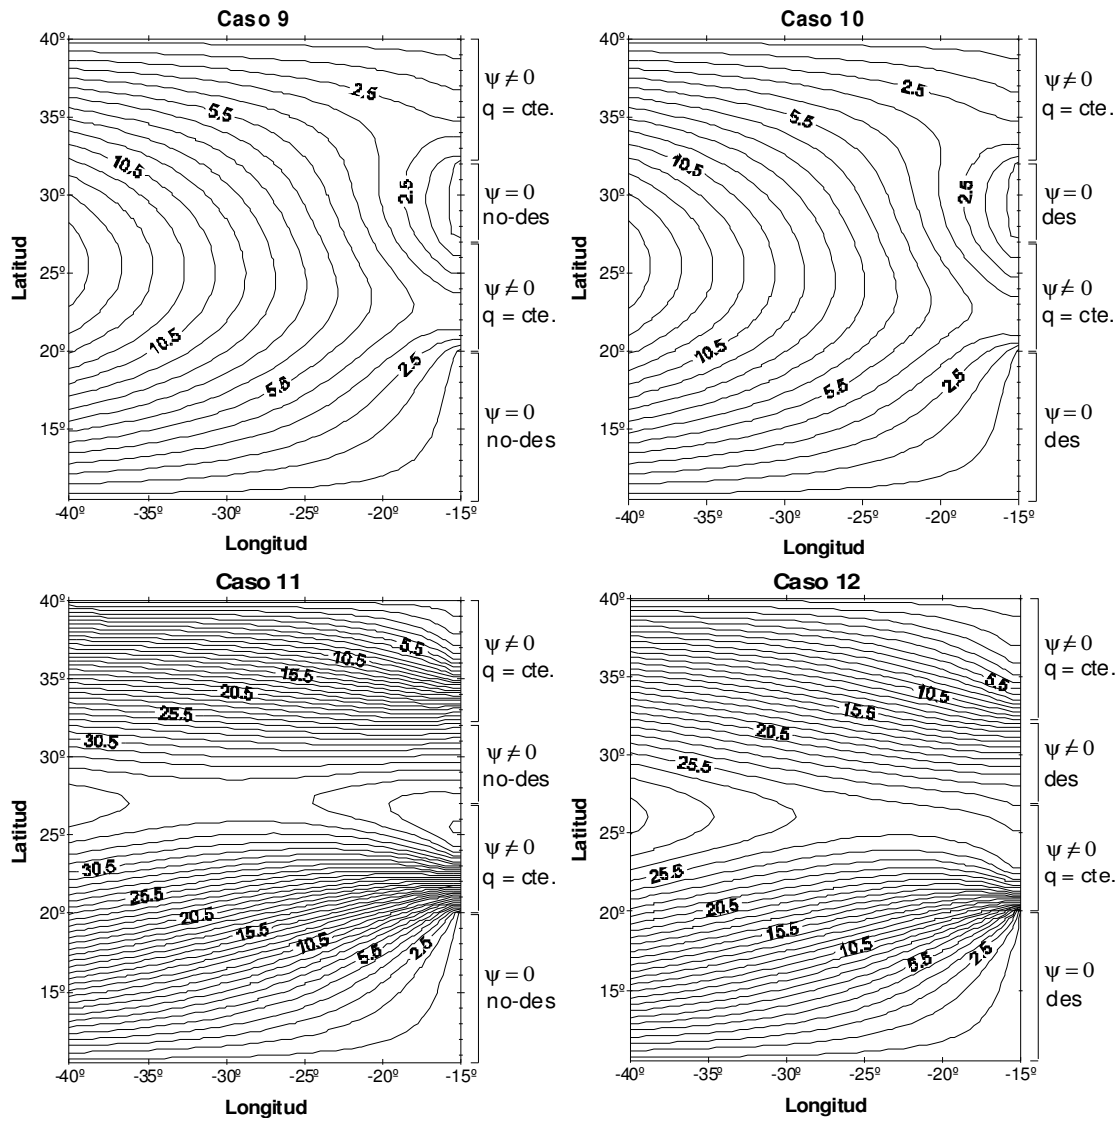 Caso 9
40º
35º
30º
25º
20º
15º
Latitud
-40º
-35º
-30º
-25º
-20º
-15º
Longitud
2.5
5.5
10.5
2.5
10.5
5.5
2.5
ψ ≠ 0
q = cte.
ψ = 0
no-des
ψ ≠ 0
q = cte.
ψ = 0
no-des
Caso 10
40º
35º
30º
25º
20º
15º
Latitud
-40º
-35º
-30º
-25º
-20º
-15º
Longitud
2.5
5.5
10.5
2.5
10.5
5.5
2.5
ψ ≠ 0
q = cte.
ψ = 0
des
ψ ≠ 0
q = cte.
ψ = 0
des
Caso 11
40º
35º
30º
25º
20º
15º
Latitud
-40º
-35º
-30º
-25º
-20º
-15º
Longitud
5.5
10.5
15.5
20.5
25.5
30.5
30.5
25.5
20.5
15.5
10.5
5.5
2.5
ψ ≠ 0
q = cte.
ψ ≠ 0
no-des
ψ ≠ 0
q = cte.
ψ = 0
no-des
Caso 12
40º
35º
30º
25º
20º
15º
Latitud
-40º
-35º
-30º
-25º
-20º
-15º
Longitud
5.5
10.5
15.5
20.5
25.5
25.5
20.5
15.5
10.5
5.5
2.5
ψ ≠ 0
q = cte.
ψ ≠ 0
des
ψ ≠ 0
q = cte.
ψ = 0
des